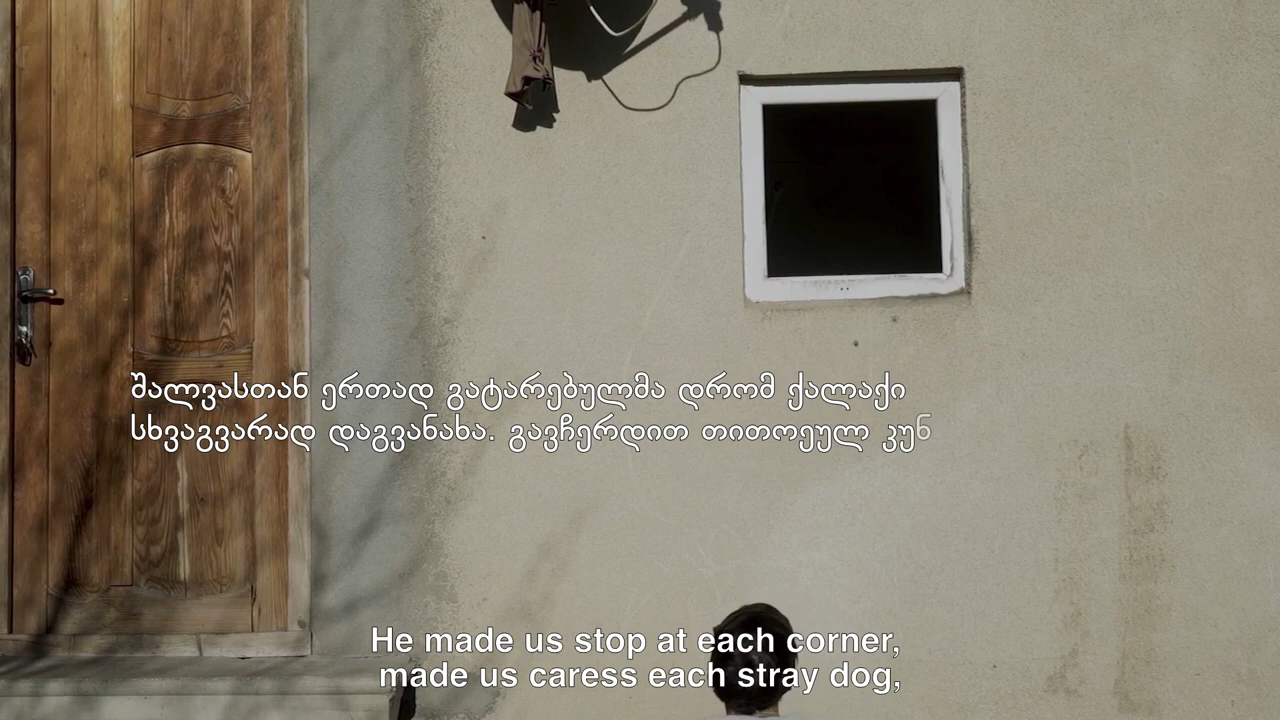 შალვასთან ერთად გატარებულმა დრომ ქალაქი
სხვაგვარად დაგვანახა. გავჩერდით თითოეულ კუნ
He made us stop at each corner,
made us caress each stray dog,